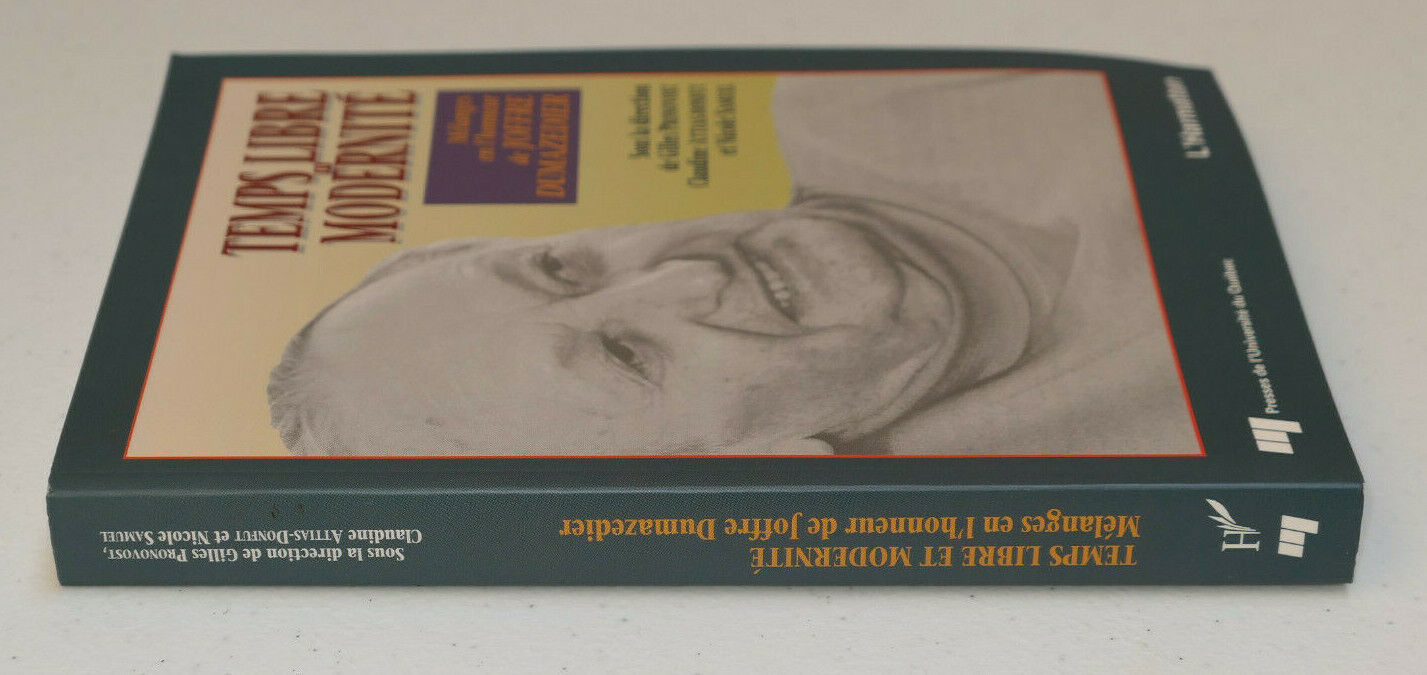 TEMPS LIBRE
ET
MODERNITÉ
Mélanges
en l'honneur
de JOFFRE
DUMAZEDIER
Sous la direction
de Gilles PRONOVOST
Claudine ATTIAS-DONFUT
et Nicole SAMUEL
L'Harmattan
Presses de l'Université du Québec
Sous la direction de Gilles PRONOVOST,
Claudine ATTIAS-DONFUT et Nicole SAMUEL
TEMPS LIBRE ET MODERNITÉ
Mélanges en l'honneur de Joffre Dumazedier
H